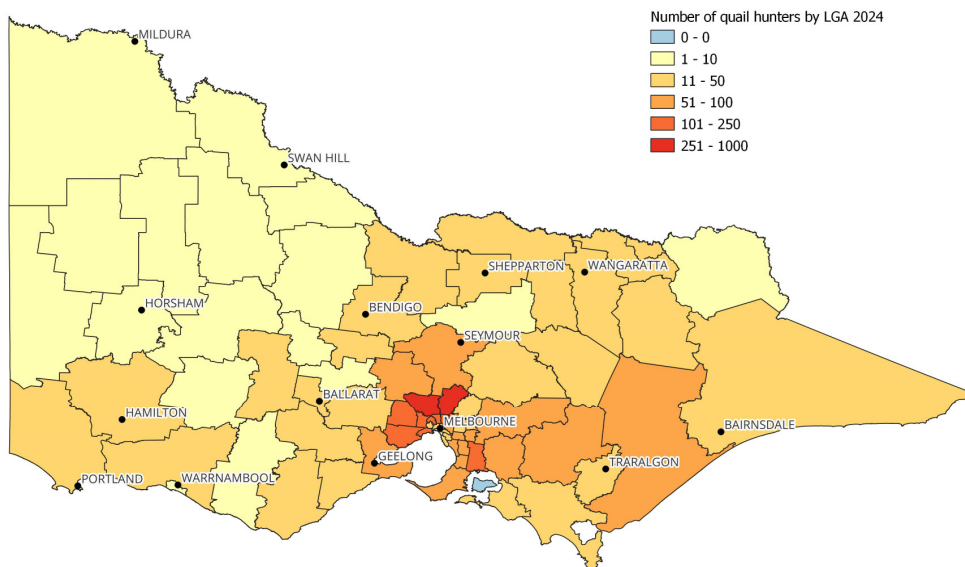 Number of quail hunters by LGA 2024
0 - 0
1 - 10
11 - 50
51 - 100
101 - 250
251 - 1000
MILDURA
SWAN HILL
SHEPPARTON
WANGARATTA
HORSHAM
BENDIGO
SEYMOUR
BALLARAT
HAMILTON
MELBOURNE
BAIRNSDALE
GEELONG
TRARALGON
PORTLAND
WARRNAMBOOL